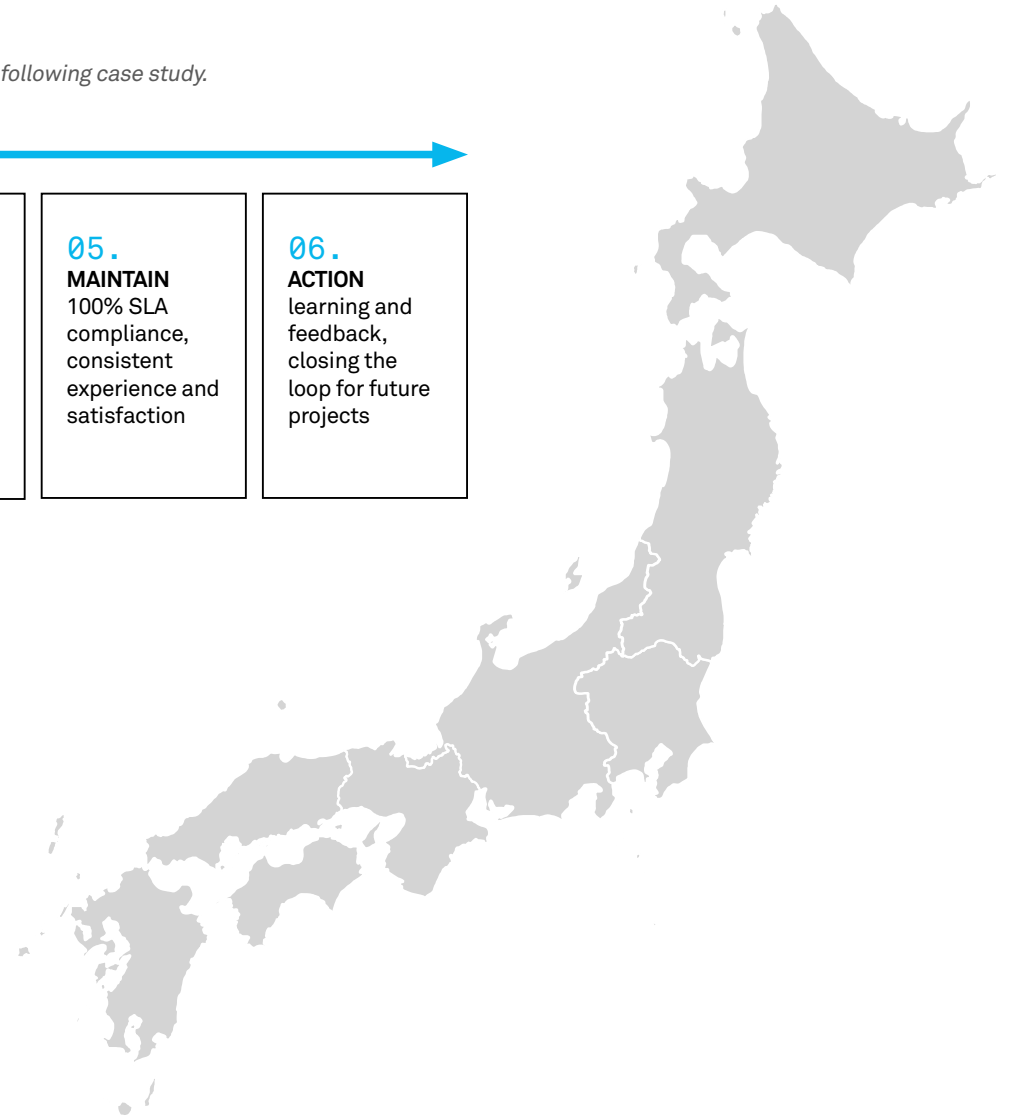 following case study.
05.
MAINTAIN
100% SLA
compliance,
consistent
experience and
satisfaction
06.
ACTION
learning and
feedback,
closing the
loop for future
projects